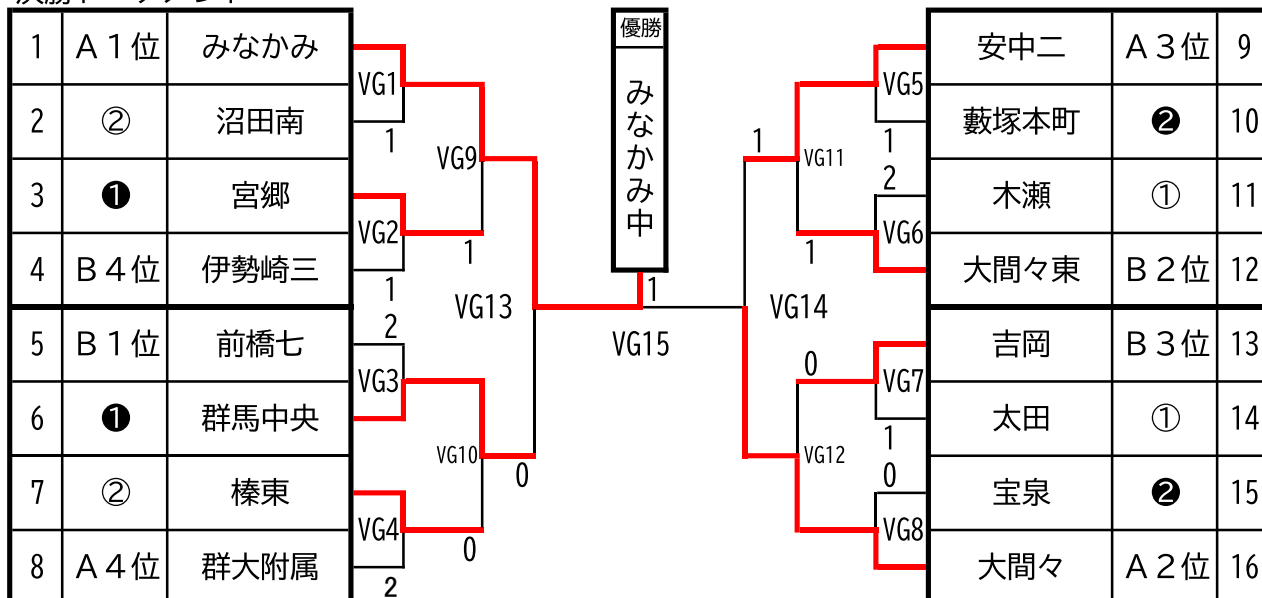 1 A1位 みなかみ
2 ② 沼田南
3 ❶ 宮郷
4 B4位 伊勢崎三
5 B1位 前橋七
6 ❶ 群馬中央
7 ② 榛東
8 A4位 群大附属
VG1
1
VG9
VG2
1
1
VG13
2
VG3
VG10
0
VG4
0
2
優勝
みなかみ中
1
VG15
1
VG11
VG5
1
2
VG6
1
VG14
0
VG7
1
VG12
0
VG8
安中二 A3位 9
藪塚本町 ❷ 10
木瀬 ① 11
大間々東 B2位 12
吉岡 B3位 13
太田 ① 14
宝泉 ❷ 15
大間々 A2位 16